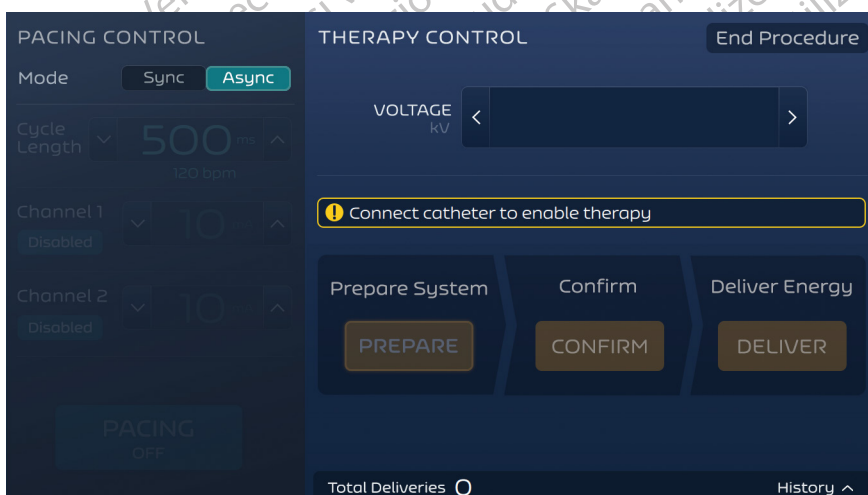 PACING CONTROL
Mode
Sync
Async
Cycle
Length
500 ms
120 bpm
Channel 1
Disabled
10
Channel 2
Disabled
10
PACING
OFF
THERAPY CONTROL
End Procedure
VOLTAGE
kV
Connect catheter to enable therapy
Prepare System
Confirm
Deliver Energy
PREPARE
CONFIRM
DELIVER
Total Deliveries 0
History